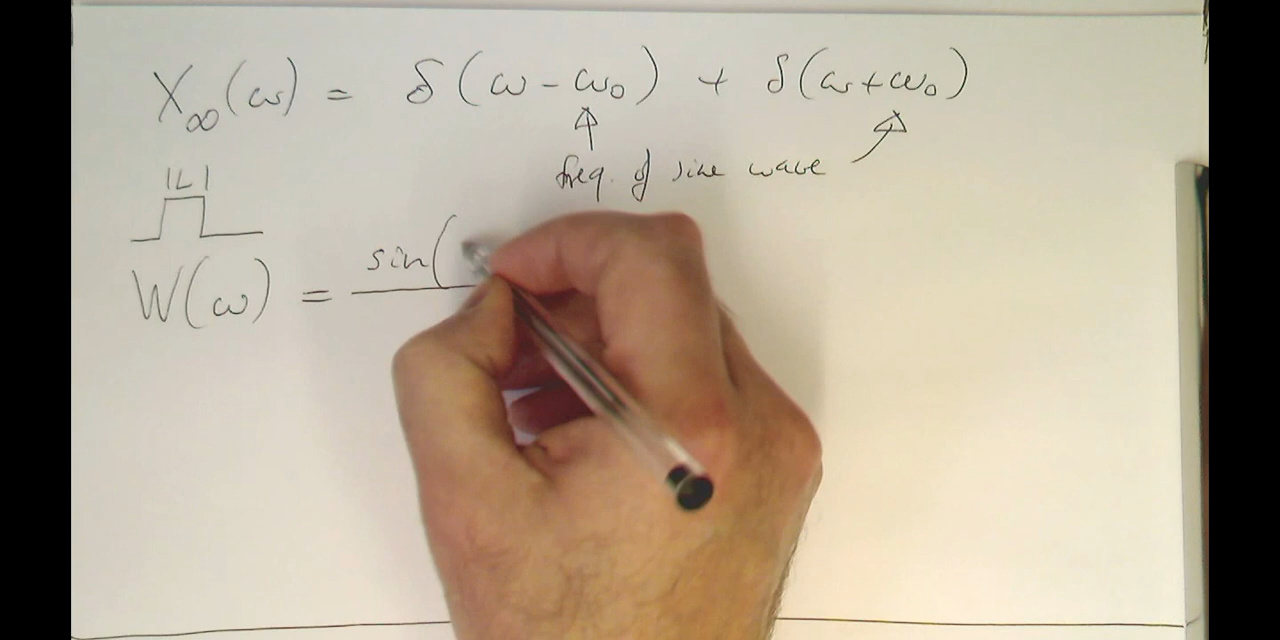 X∞(ω) = δ(ω - ω₀) + δ(ω + ω₀)
freq. of sine wave
|L|
W(ω) = sin(